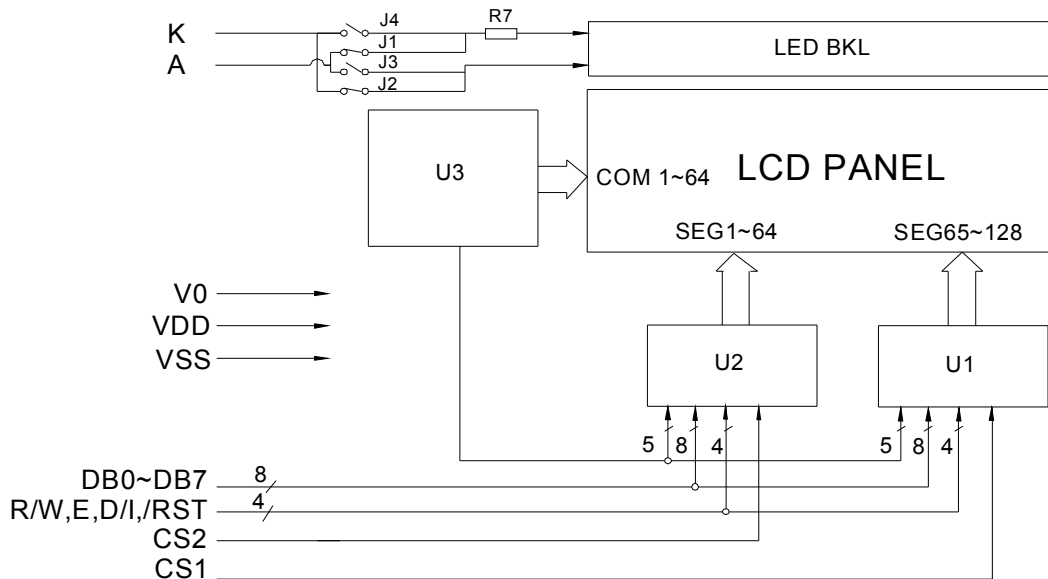 K
J4
R7
LED BKL
J1
A
J3
J2
U3
COM 1~64
LCD PANEL
SEG1~64
SEG65~128
V0
VDD
VSS
U2
U1
5 8 4
5 8 4
DB0~DB7 8
R/W,E,D/I,/RST 4
CS2
CS1